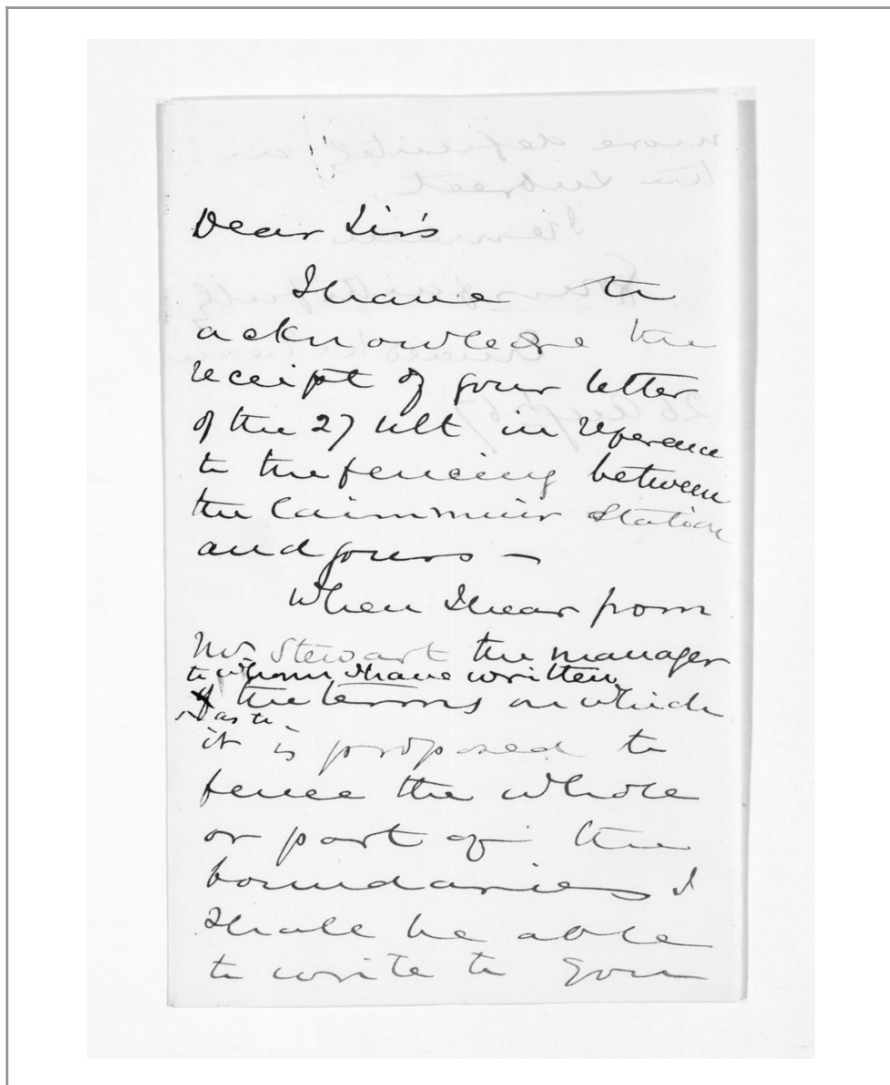 Dear Sir's
I have to
acknowledge the
receipt of your letter
of the 27 ult in reference
to the fencing between
the Cairnmuir Station
and yours —
When I hear from
Mr Stewart the manager
to whom I have written
as to
the terms on which
it is proposed to
fence the whole
or part of the
boundaries I
shall be able
to write to you